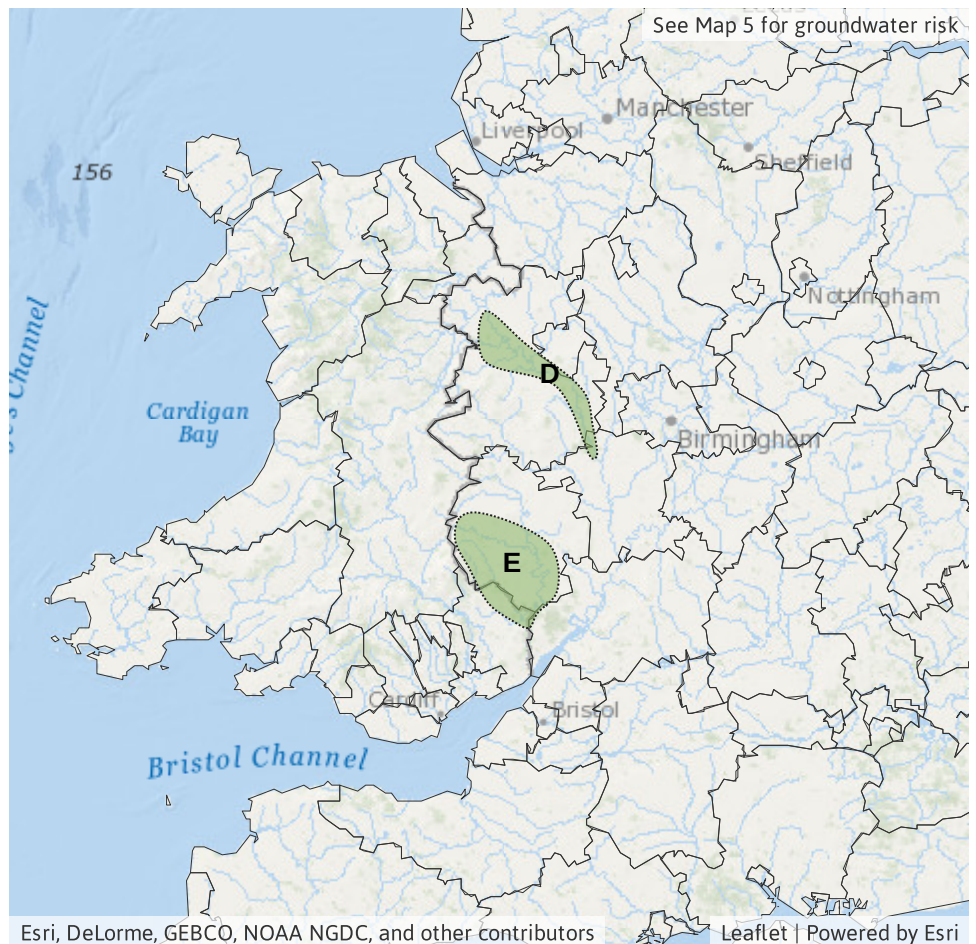 See Map 5 for groundwater risk
Manchester
Liverpool
Sheffield
156
Nottingham
D
Cardigan
Bay
Birmingham
E
Cardiff
Bristol
Bristol Channel
Esri, DeLorme, GEBCO, NOAA NGDC, and other contributors
Leaflet | Powered by Esri